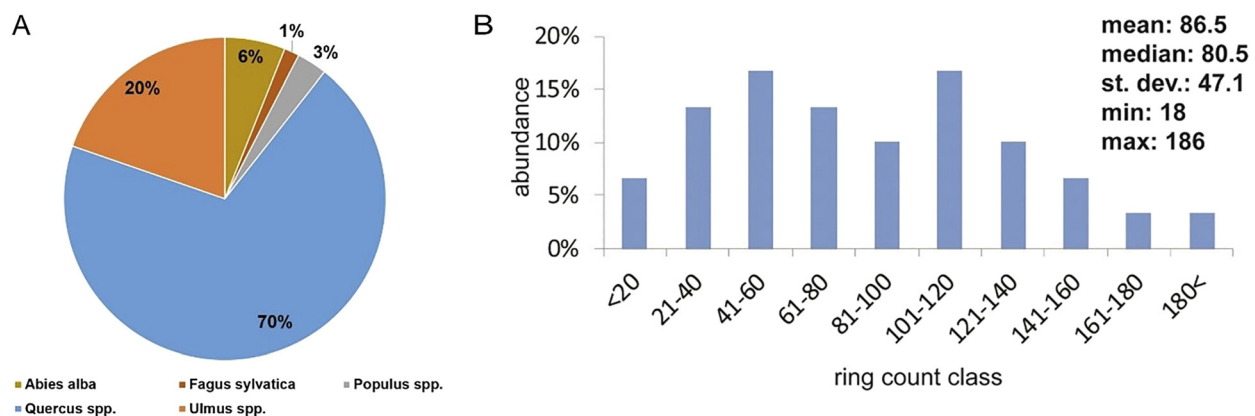 A
1%
3%
6%
20%
70%
Abies alba
Fagus sylvatica
Populus spp.
Quercus spp.
Ulmus spp.
B
mean: 86.5
median: 80.5
st. dev.: 47.1
min: 18
max: 186
abundance
20%
15%
10%
5%
0%
<20
21-40
41-60
61-80
81-100
101-120
121-140
141-160
161-180
180<
ring count class